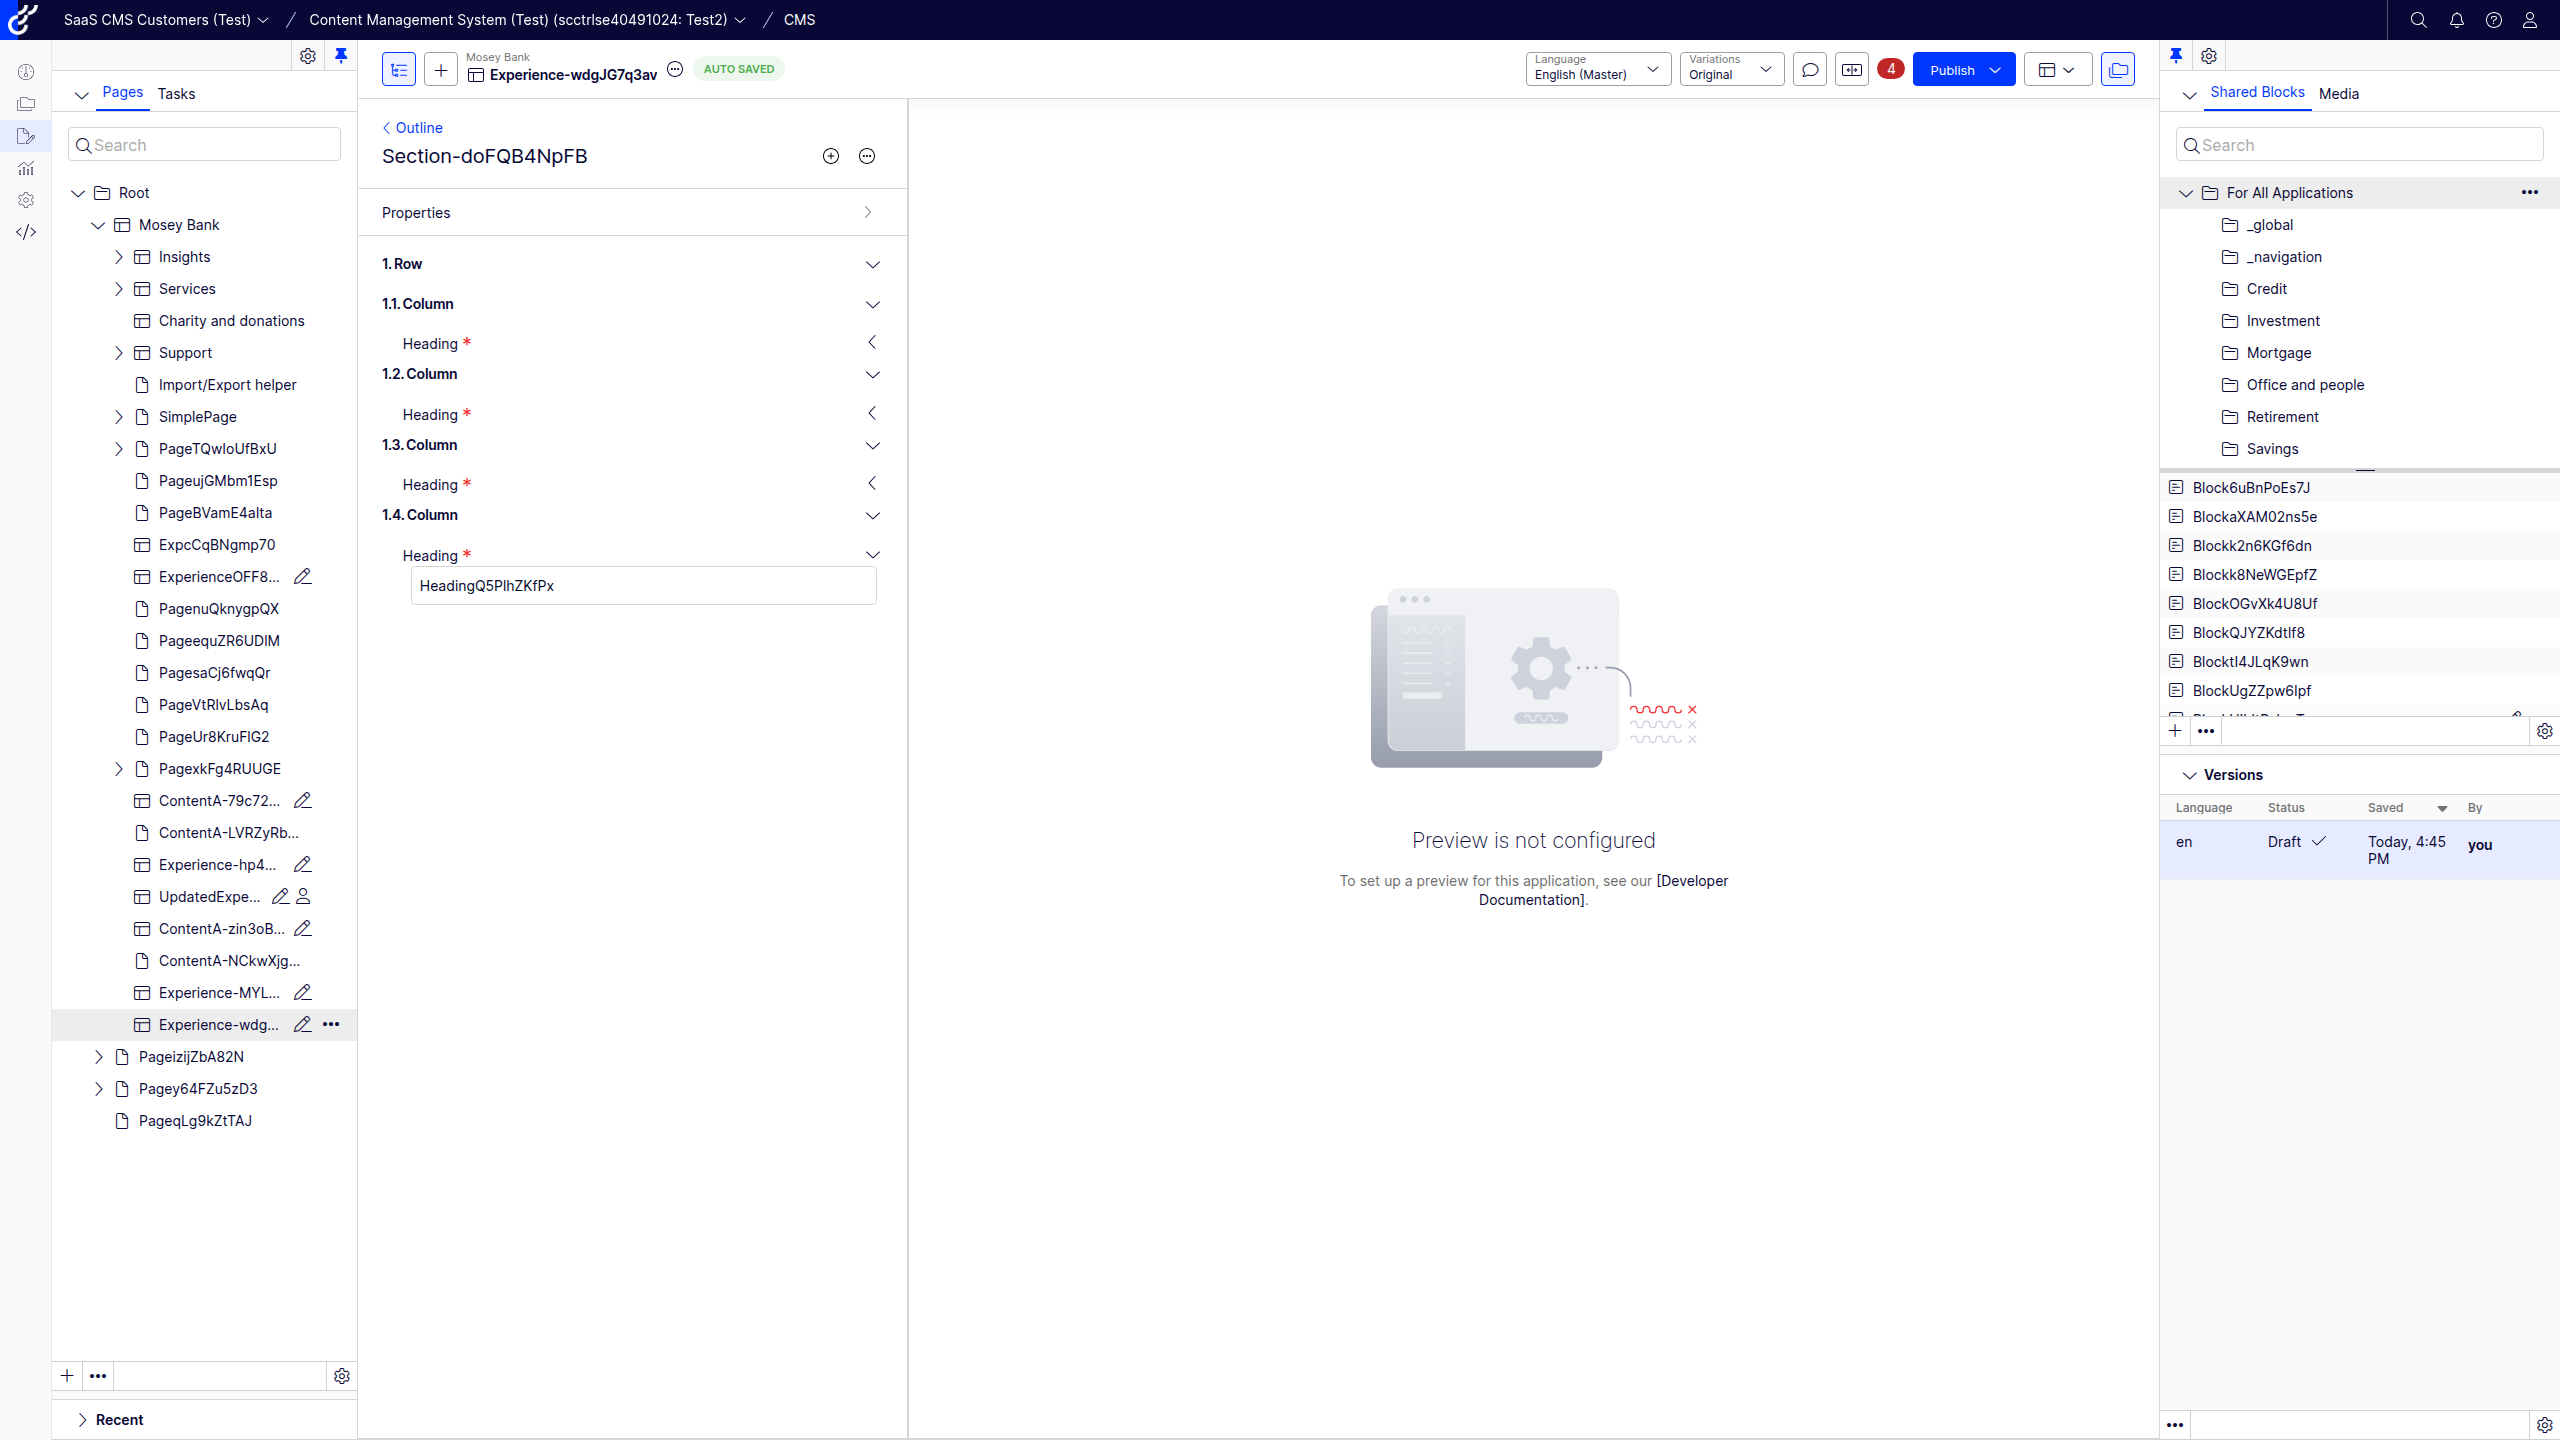 SaaS CMS Customers (Test) / Content Management System (Test) (scctrlse40491024: Test2) / CMS
Pages Tasks
Search
Root
Mosey Bank
Insights
Services
Charity and donations
Support
Import/Export helper
SimplePage
PageTQwIoUfBxU
PageujGMbm1Esp
PageBVamE4aIta
ExpcCqBNgmp70
ExperienceOFF8...
PagenuQknygpQX
PageequZR6UDIM
PagesaCj6fwqQr
PageVtRIvLbsAq
PageUr8KruFIG2
PagexkFg4RUUGE
ContentA-79c72...
ContentA-LVRZyRb...
Experience-hp4...
UpdatedExpe...
ContentA-zin3oB...
ContentA-NCkwXjg...
Experience-MYL...
Experience-wdg...
PageizijZbA82N
Pagey64FZu5zD3
PageqLg9kZtTAJ
Recent
Mosey Bank
Experience-wdgJG7q3av
AUTO SAVED
Language
English (Master)
Variations
Original
4
Publish
Outline
Section-doFQB4NpFB
Properties
1. Row
1.1. Column
Heading *
1.2. Column
Heading *
1.3. Column
Heading *
1.4. Column
Heading *
HeadingQ5PlhZKfPx
Preview is not configured
To set up a preview for this application, see our [Developer
Documentation].
Shared Blocks Media
Search
For All Applications
_global
_navigation
Credit
Investment
Mortgage
Office and people
Retirement
Savings
Block6uBnPoEs7J
BlockaXAM02ns5e
Blockk2n6KGf6dn
Blockk8NeWGEpfZ
BlockOGvXk4U8Uf
BlockQJYZKdtIf8
BlocktI4JLqK9wn
BlockUgZZpw6Ipf
Versions
Language Status Saved By
en Draft Today, 4:45 PM you